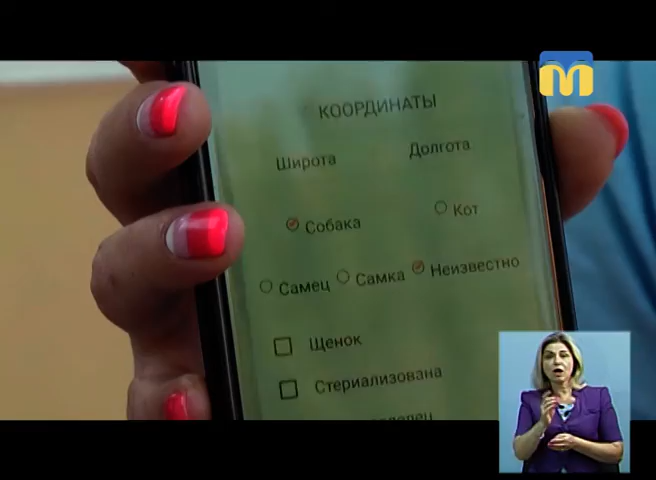 КООРДИНАТЫ
Широта Долгота
Собака Кот
Самец Самка Неизвестно
Щенок
Стериализована